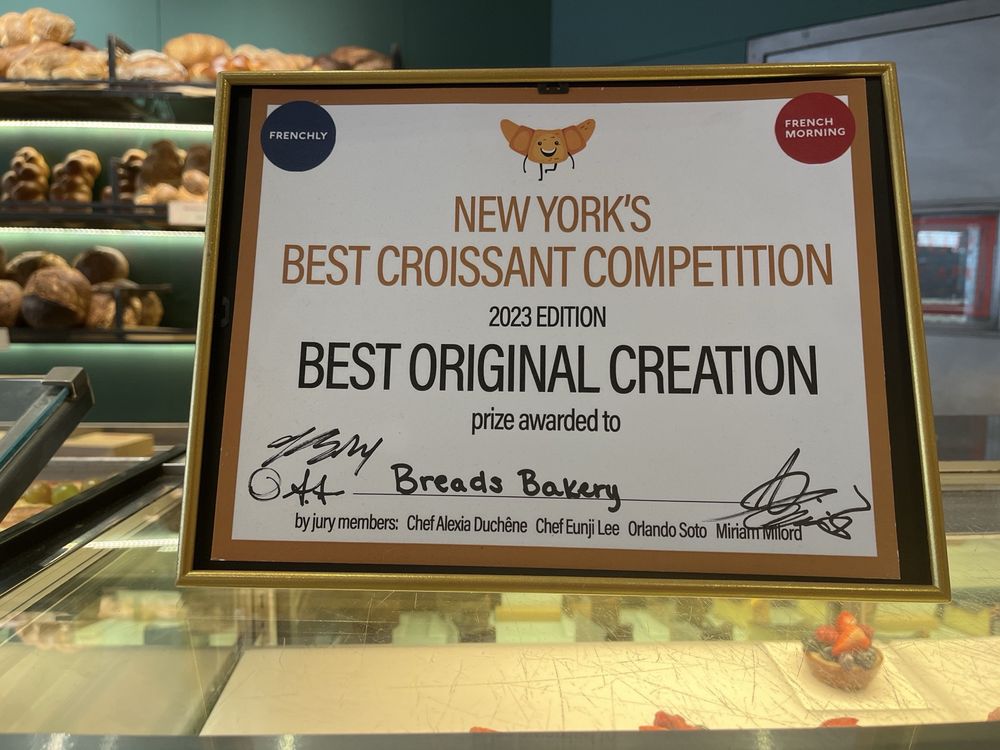 FRENCHLY
FRENCH
MORNING
NEW YORK'S
BEST CROISSANT COMPETITION
2023 EDITION
BEST ORIGINAL CREATION
prize awarded to
Breads Bakery
by jury members: Chef Alexia Duchêne Chef Eunji Lee Orlando Soto Miriam Milord